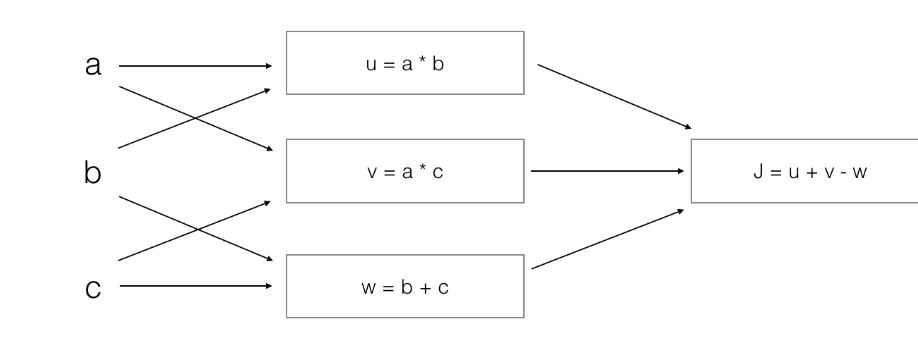 a
u = a * b
b
v = a * c
J = u + v - w
c
w = b + c